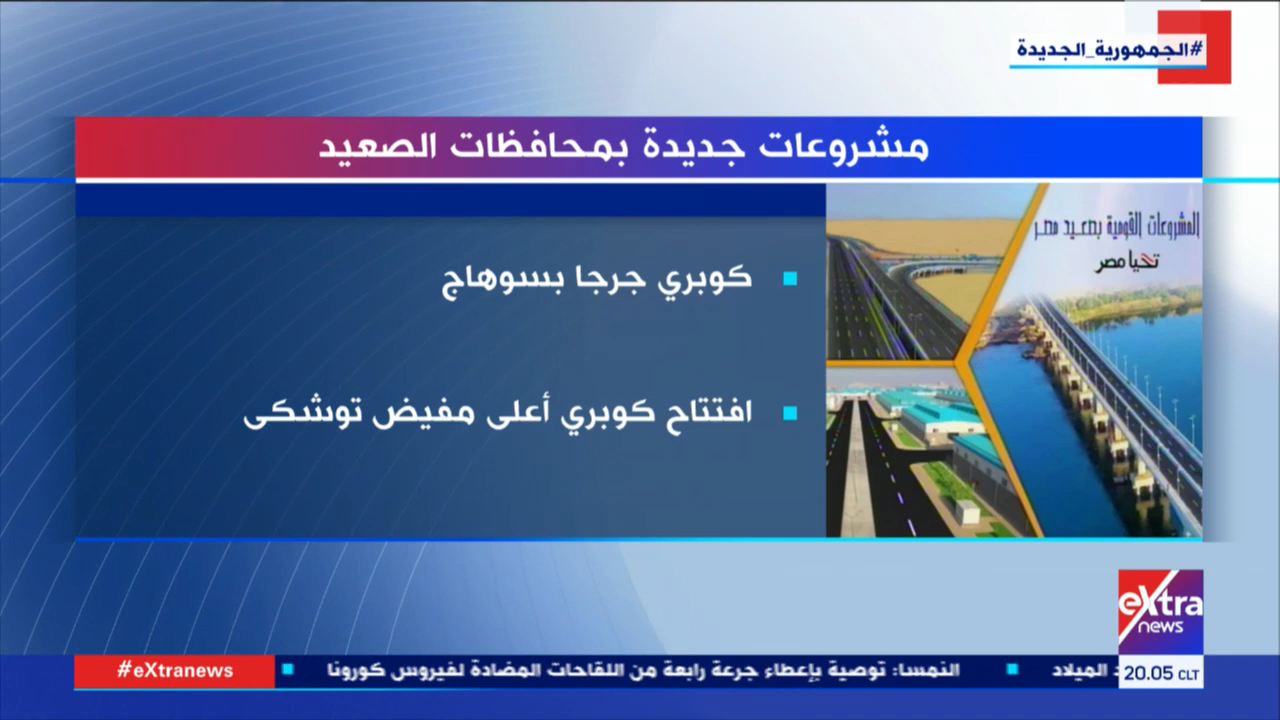 #الجمهورية_الجديدة
مشروعات جديدة بمحافظات الصعيد
المشروعات القومية بصعيد مصر
تحيا مصر
كوبري جرجا بسوهاج
افتتاح كوبري أعلى مفيض توشكى
eXtra
news
#eXtranews
الميلاد
النمسا: توصية بإعطاء جرعة رابعة من اللقاحات المضادة لفيروس كورونا
20.05 CLT